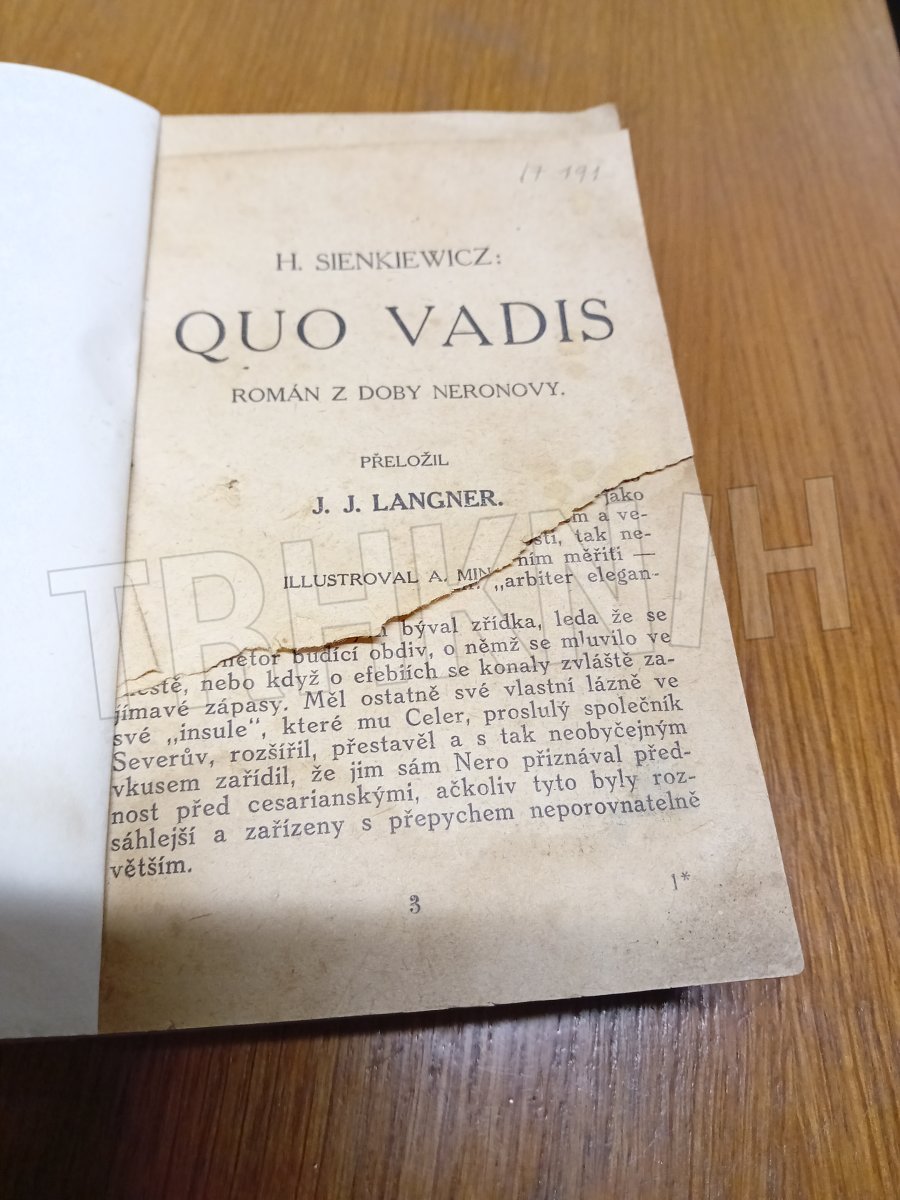 17 191
H. SIENKIEWICZ:
QUO VADIS
ROMÁN Z DOBY NERONOVY.
PŘELOŽIL
J. J. LANGNER.
jako
m a ve-
sti, tak ne-
ním měřiti —
ILLUSTROVAL A.
„arbiter elegan-
býval zřídka, leda že se
budící obdiv, o němž se mluvilo ve
nebo když o efebiích se konaly zvláště za-
jímavé zápasy. Měl ostatně své vlastní lázně ve
své „insule“, které mu Celer, proslulý společník
Severův, rozšířil, přestavěl a s tak neobyčejným
vkusem zařídil, že jim sám Nero přiznával před-
nost před cesarianskými, ačkoliv tyto byly roz-
sáhlejší a zařízeny s přepychem neporovnatelně
větším.
3
1*
TRHKNIH